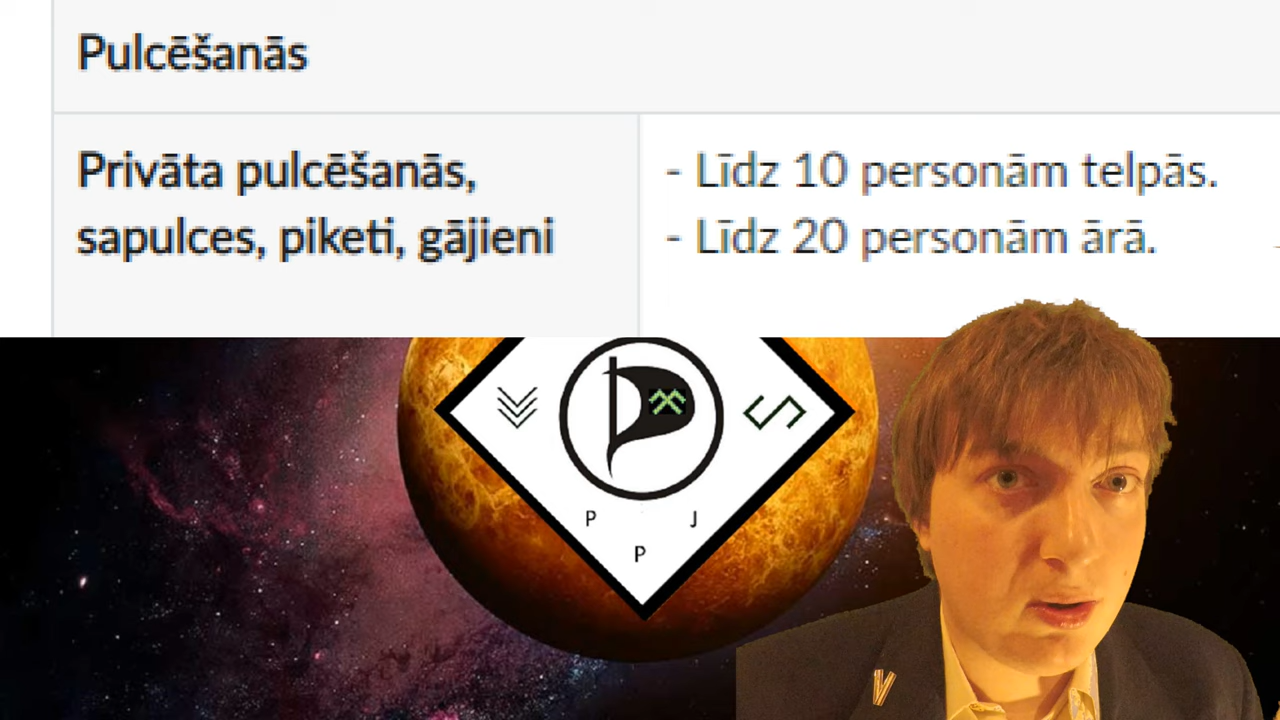 Pulcēšanās
Privāta pulcēšanās,
sapulces, piketi, gājieni
- Līdz 10 personām telpās.
- Līdz 20 personām ārā.
P J
P